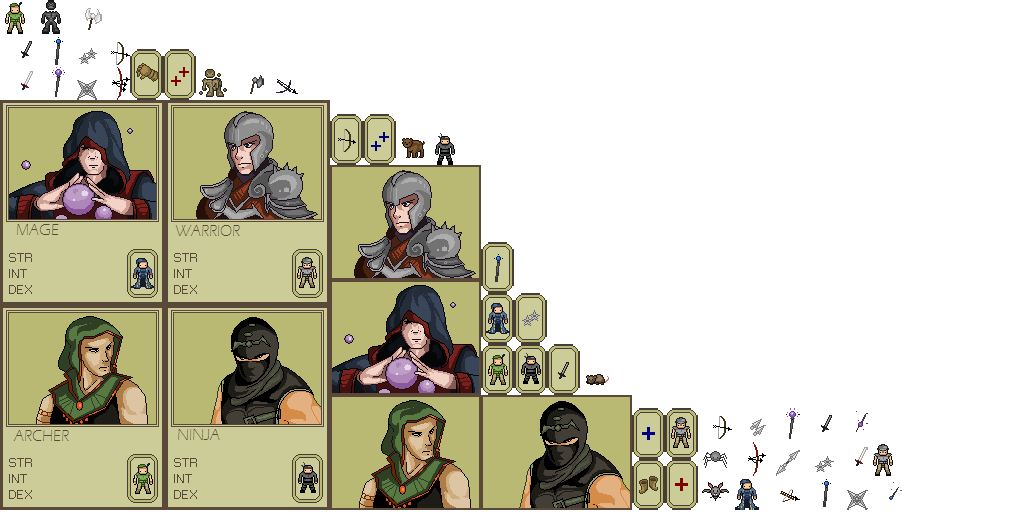 MAGE
STR
INT
DEX
WARRIOR
STR
INT
DEX
ARCHER
STR
INT
DEX
NINJA
STR
INT
DEX